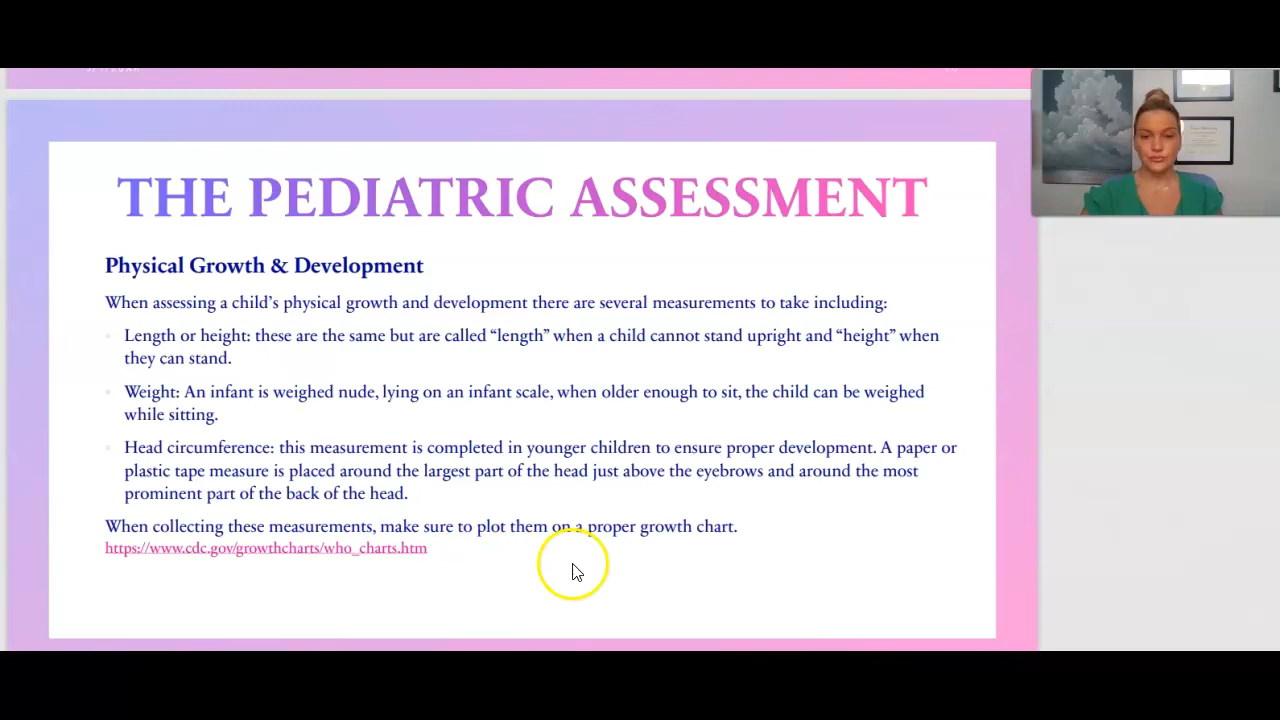 THE PEDIATRIC ASSESSMENT
Physical Growth & Development
When assessing a child’s physical growth and development there are several measurements to take including:
Length or height: these are the same but are called “length” when a child cannot stand upright and “height” when
they can stand.
Weight: An infant is weighed nude, lying on an infant scale, when older enough to sit, the child can be weighed
while sitting.
Head circumference: this measurement is completed in younger children to ensure proper development. A paper or
plastic tape measure is placed around the largest part of the head just above the eyebrows and around the most
prominent part of the back of the head.
When collecting these measurements, make sure to plot them on a proper growth chart.
https://www.cdc.gov/growthcharts/who_charts.htm